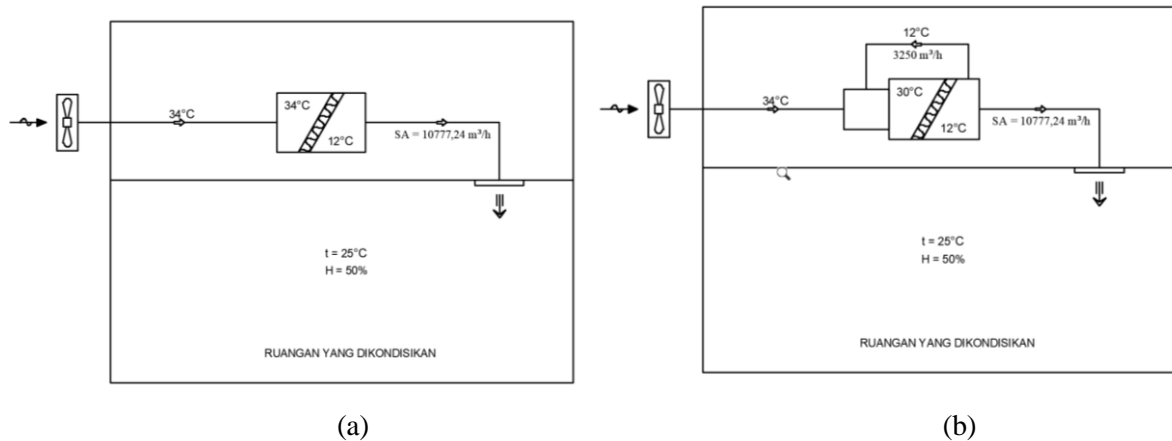 34°C
34°C
12°C
SA = 10777,24 m³/h
t = 25°C
H = 50%
RUANGAN YANG DIKONDISIKAN
(a)
12°C
3250 m³/h
34°C
30°C
12°C
SA = 10777,24 m³/h
t = 25°C
H = 50%
RUANGAN YANG DIKONDISIKAN
(b)